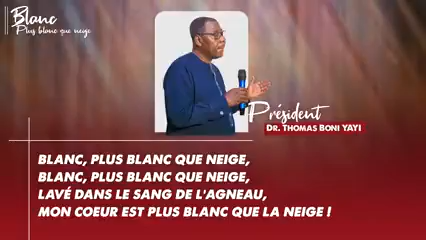 Blanc
Plus blanc que neige
Président
DR. THOMAS BONI YAYI
BLANC, PLUS BLANC QUE NEIGE,
BLANC, PLUS BLANC QUE NEIGE,
LAVÉ DANS LE SANG DE L'AGNEAU,
MON COEUR EST PLUS BLANC QUE LA NEIGE !